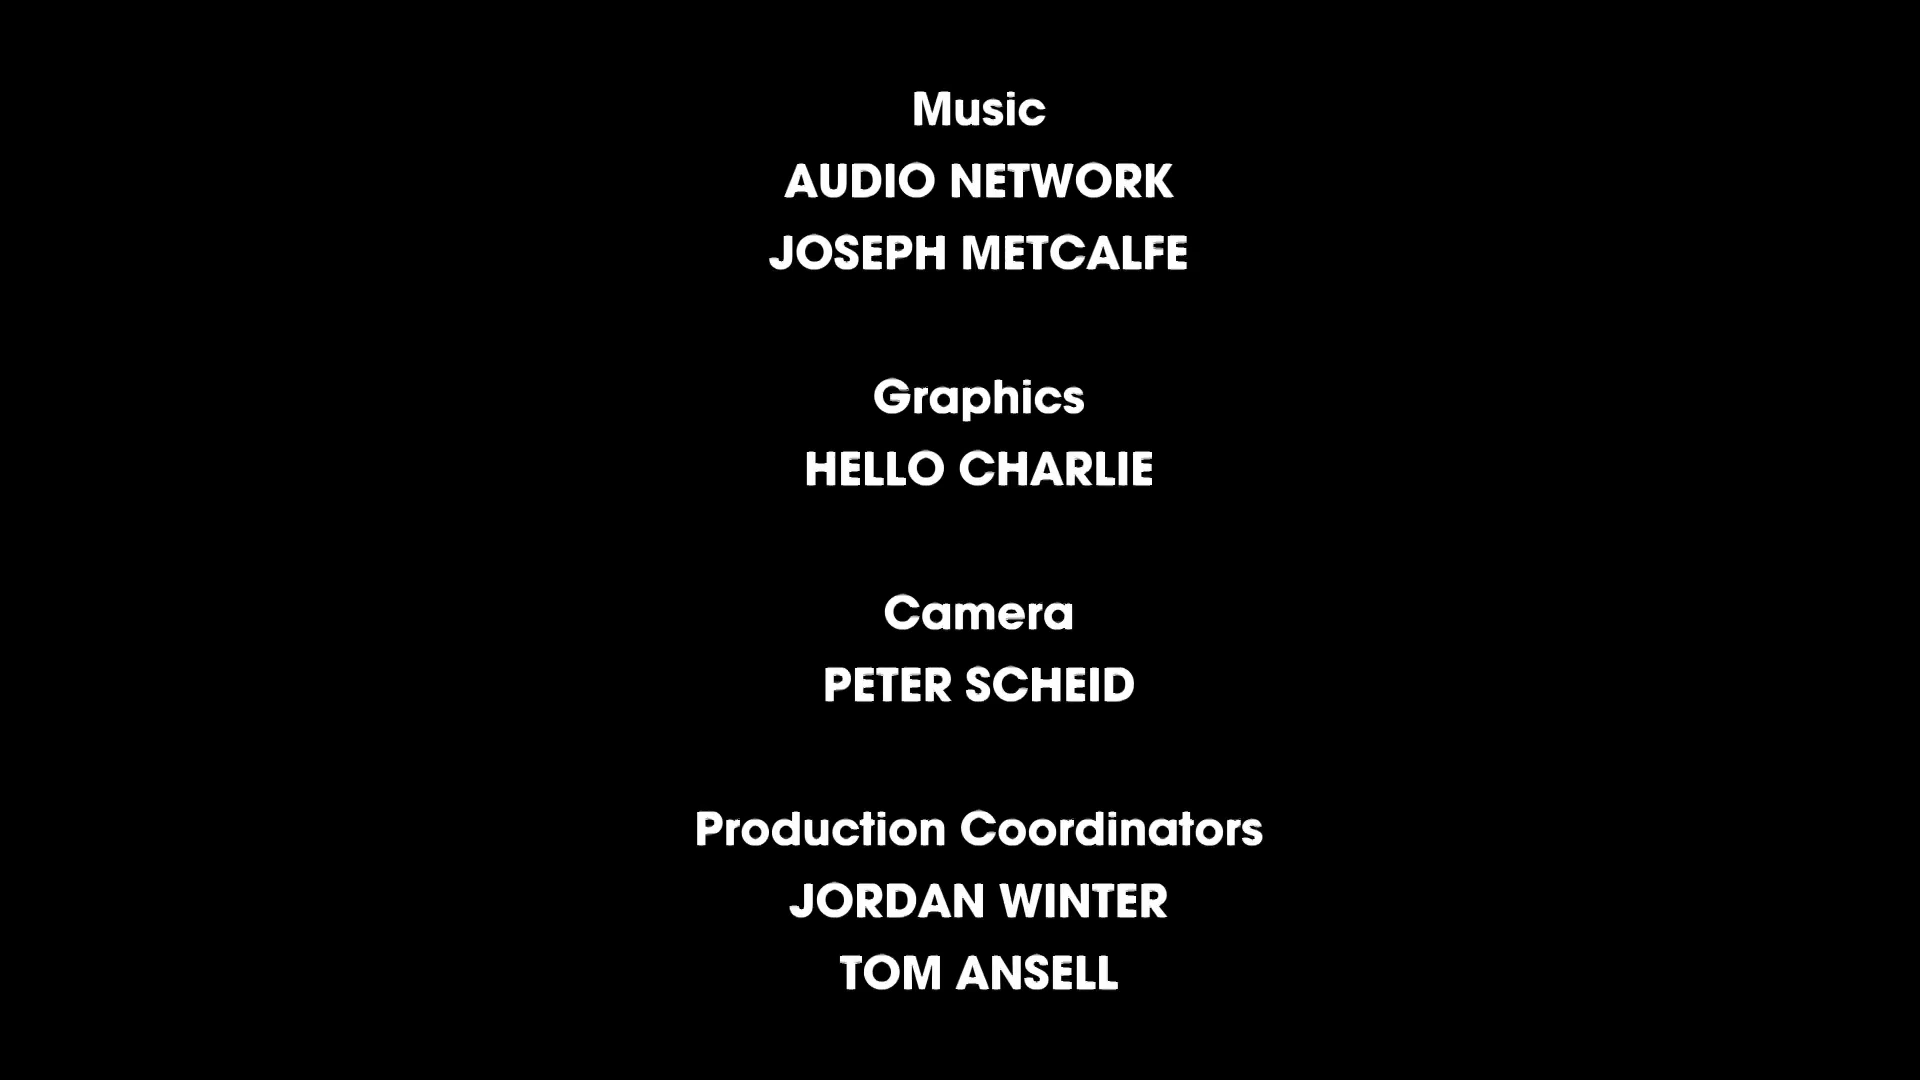 Music
AUDIO NETWORK
JOSEPH METCALFE
Graphics
HELLO CHARLIE
Camera
PETER SCHEID
Production Coordinators
JORDAN WINTER
TOM ANSELL